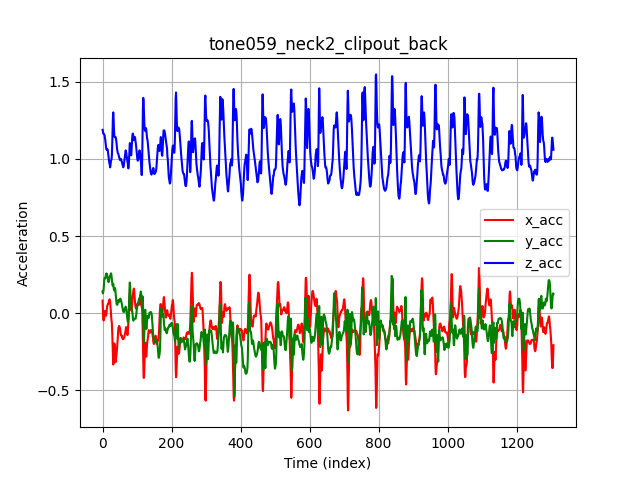 tone059_neck2_clipout_back
Acceleration
1.5
1.0
0.5
0.0
−0.5
x_acc
y_acc
z_acc
0 200 400 600 800 1000 1200
Time (index)